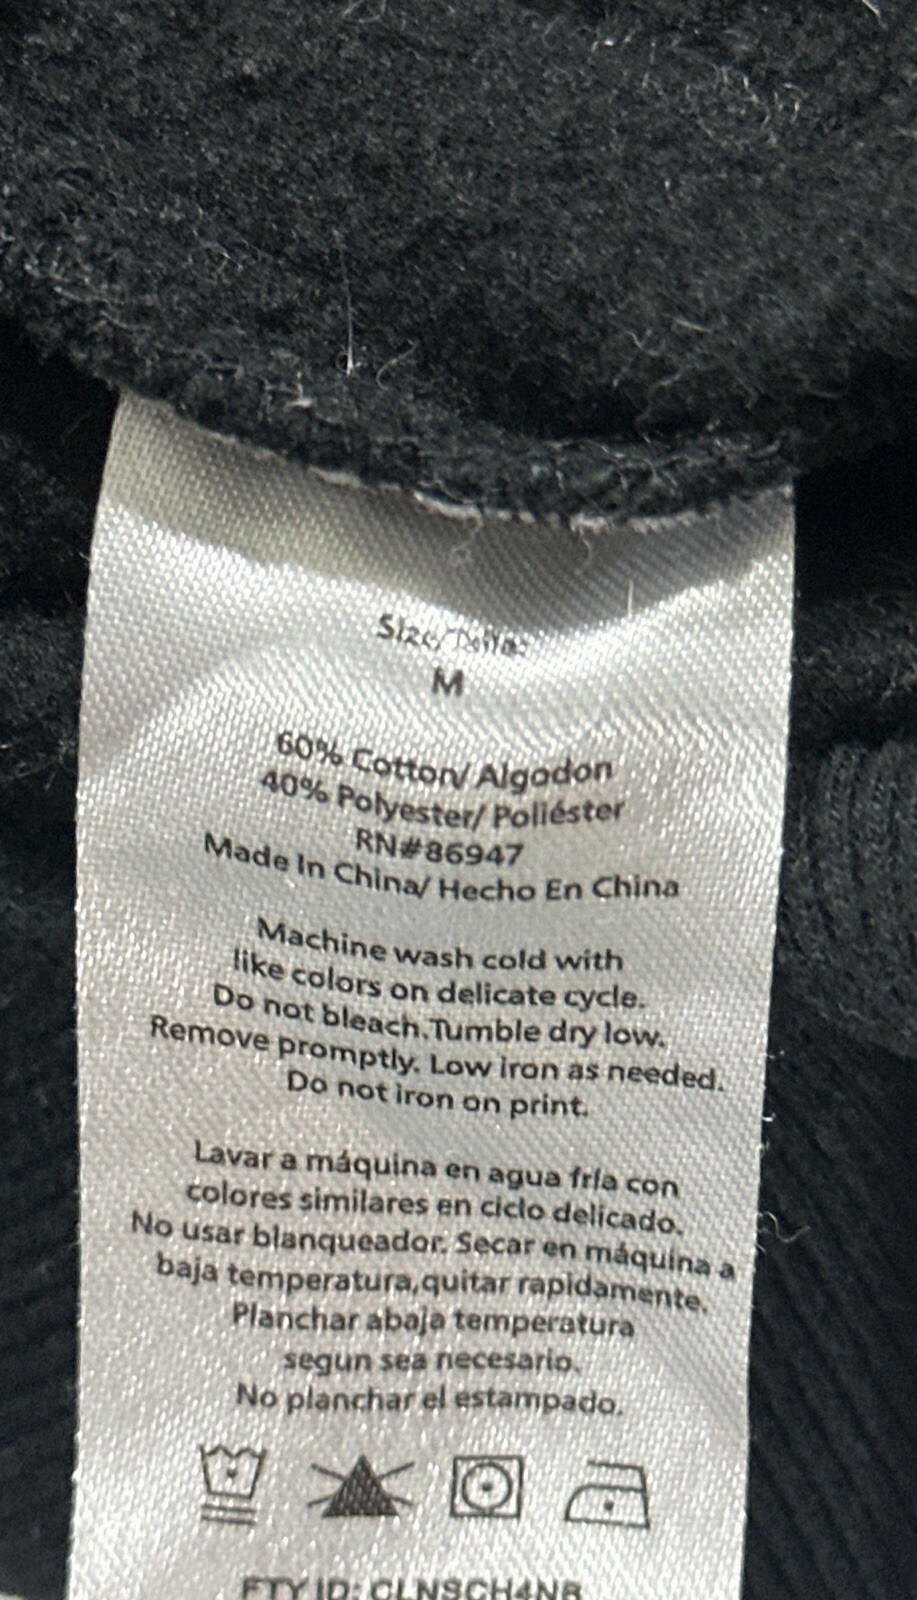 Size/Talla:
M
60% Cotton/ Algodon
40% Polyester/ Poliéster
RN#86947
Made In China/ Hecho En China
Machine wash cold with
like colors on delicate cycle.
Do not bleach.Tumble dry low.
Remove promptly. Low iron as needed.
Do not iron on print.
Lavar a máquina en agua fría con
colores similares en ciclo delicado.
No usar blanqueador. Secar en máquina a
baja temperatura,quitar rapidamente.
Planchar abaja temperatura
segun sea necesario.
No planchar el estampado.
FTY ID: CLNSCH4NB